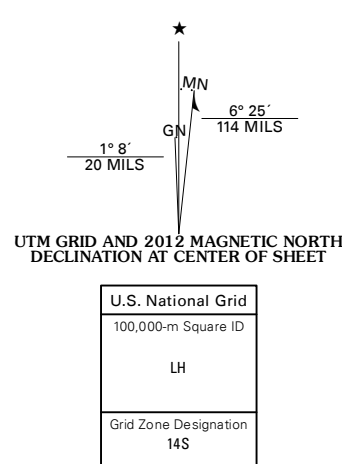 ★
MN
6° 25´
114 MILS
GN
1° 8´
20 MILS
UTM GRID AND 2012 MAGNETIC NORTH
DECLINATION AT CENTER OF SHEET
U.S. National Grid
100,000-m Square ID
LH
Grid Zone Designation
14S